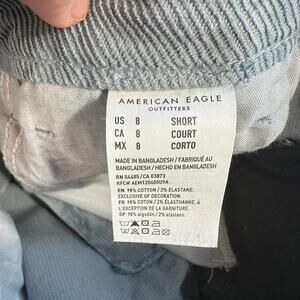 AMERICAN EAGLE
OUTFITTERS
US 8 SHORT
CA 8 COURT
MX 8 CORTO
MADE IN BANGLADESH / FABRIQUÉ AU
BANGLADESH / HECHO EN BANGLADESH
RN 54485/CA 03873
RFC# AEM1206050U9A
EN: 98% COTTON / 2% ELASTANE.
EXCLUSIVE OF DECORATION.
FR: 98% COTON / 2% ÉLASTHANNE.
À L'EXCEPTION DE LA GARNITURE.
SP: 98% algodón / 2% elastano.